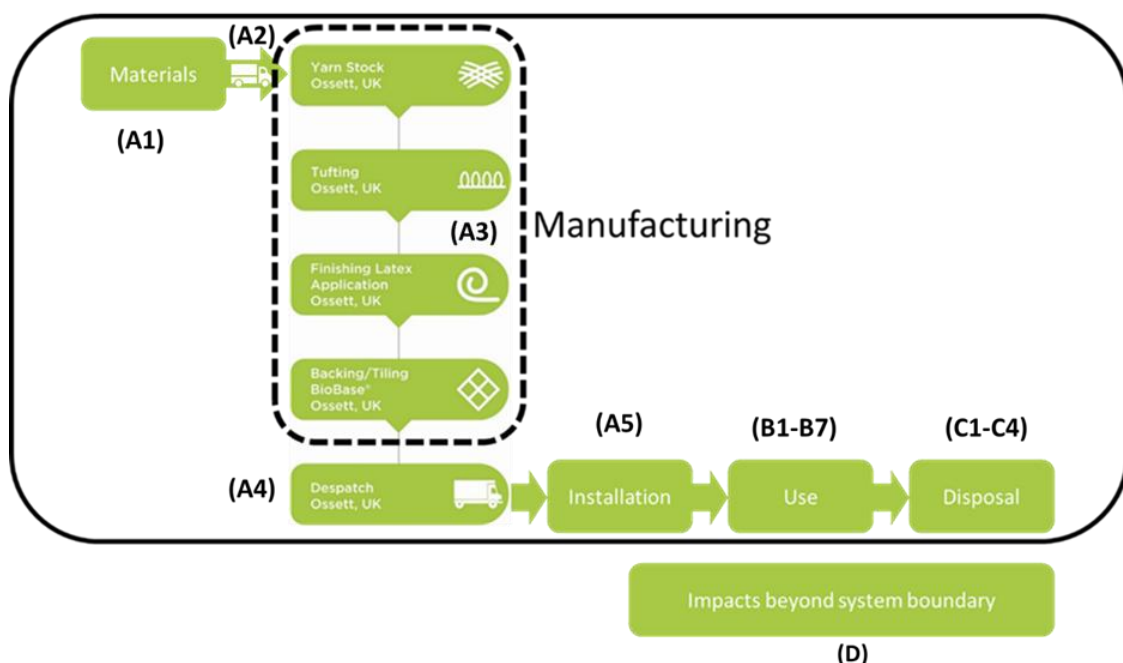 (A2)
Materials
(A1)
Yarn Stock
Ossett, UK
Tufting
Ossett, UK
(A3)
Manufacturing
Finishing Latex
Application
Ossett, UK
Backing/Tiling
BioBase®
Ossett, UK
(A4)
Despatch
Ossett, UK
(A5)
Installation
(B1-B7)
Use
(C1-C4)
Disposal
Impacts beyond system boundary
(D)